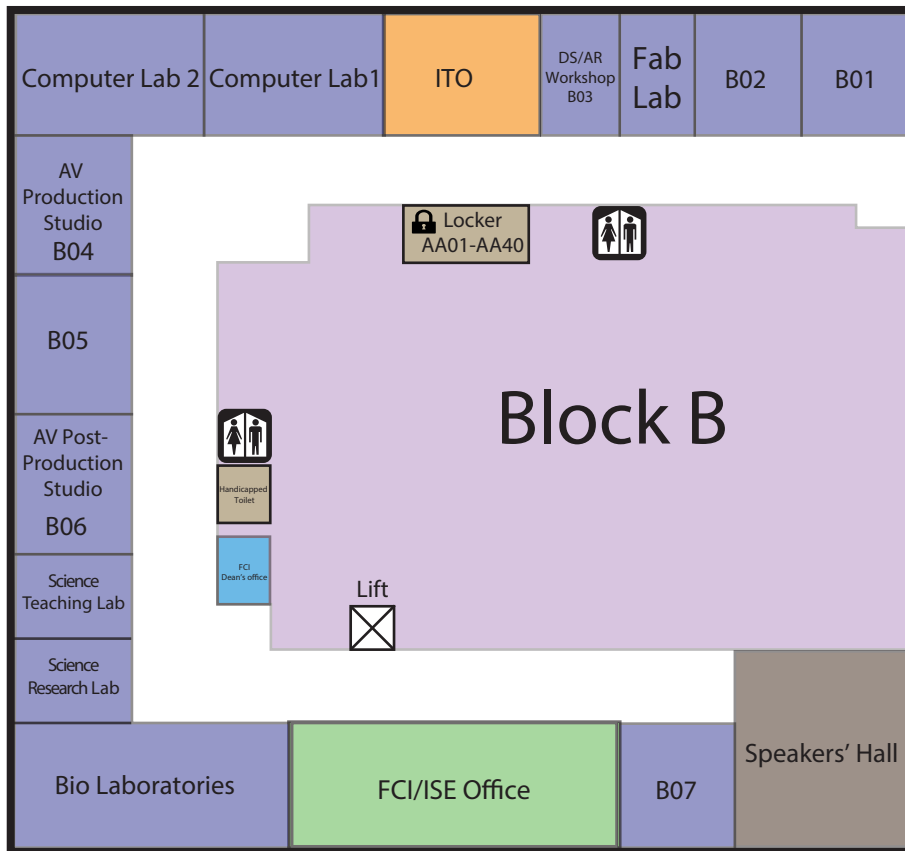 Computer Lab 2
Computer Lab1
ITO
DS/AR
Workshop
B03
Fab
Lab
B02
B01
AV
Production
Studio
B04
Locker
AA01-AA40
B05
Block B
AV Post-
Production
Studio
B06
Handicapped
Toilet
FCI
Dean's office
Science
Teaching Lab
Lift
Science
Research Lab
Bio Laboratories
FCI/ISE Office
B07
Speakers' Hall